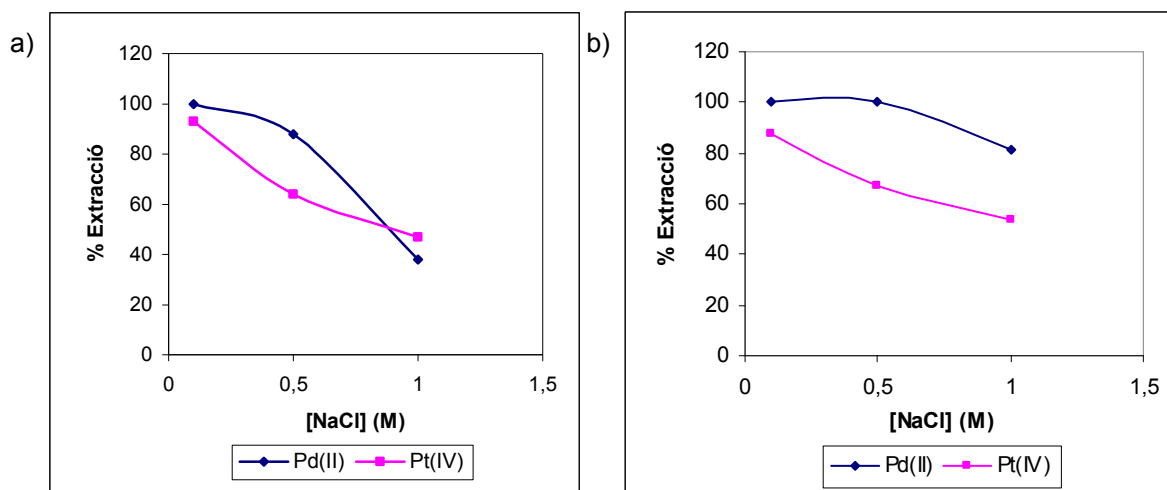 a)
120
100
80
60
40
20
0
% Extracció
0 0,5 1 1,5
[NaCl] (M)
Pd(II) Pt(IV)
b)
120
100
80
60
40
20
0
% Extracció
0 0,5 1 1,5
[NaCl] (M)
Pd(II) Pt(IV)